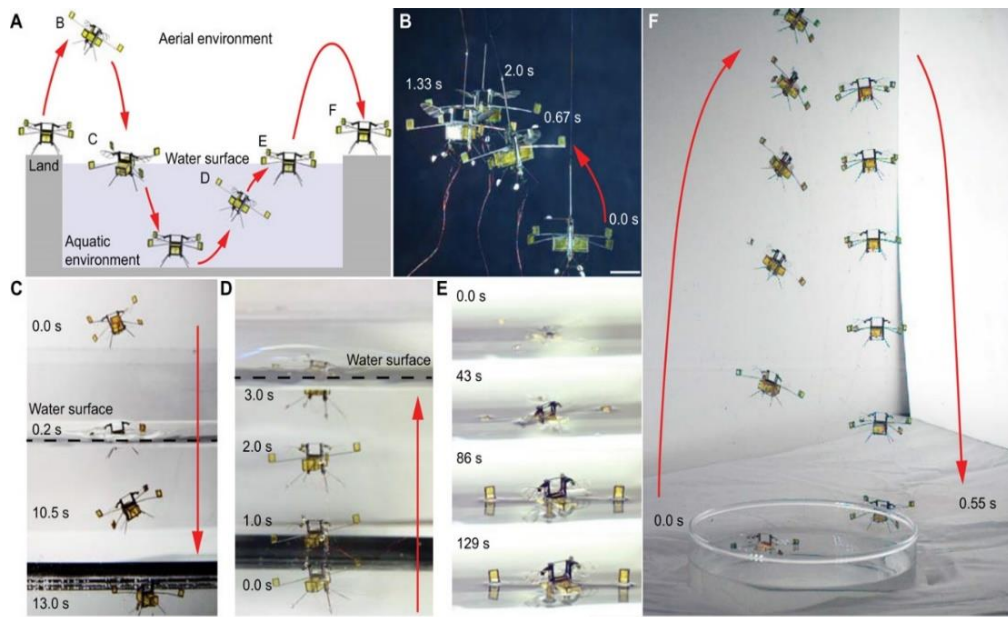 A
B
Aerial environment
C
Water surface
D
E
F
Land
Aquatic
environment
B
1.33 s
2.0 s
0.67 s
0.0 s
C
0.0 s
Water surface
0.2 s
10.5 s
13.0 s
D
Water surface
3.0 s
2.0 s
1.0 s
0.0 s
E
0.0 s
43 s
86 s
129 s
F
0.0 s
0.55 s